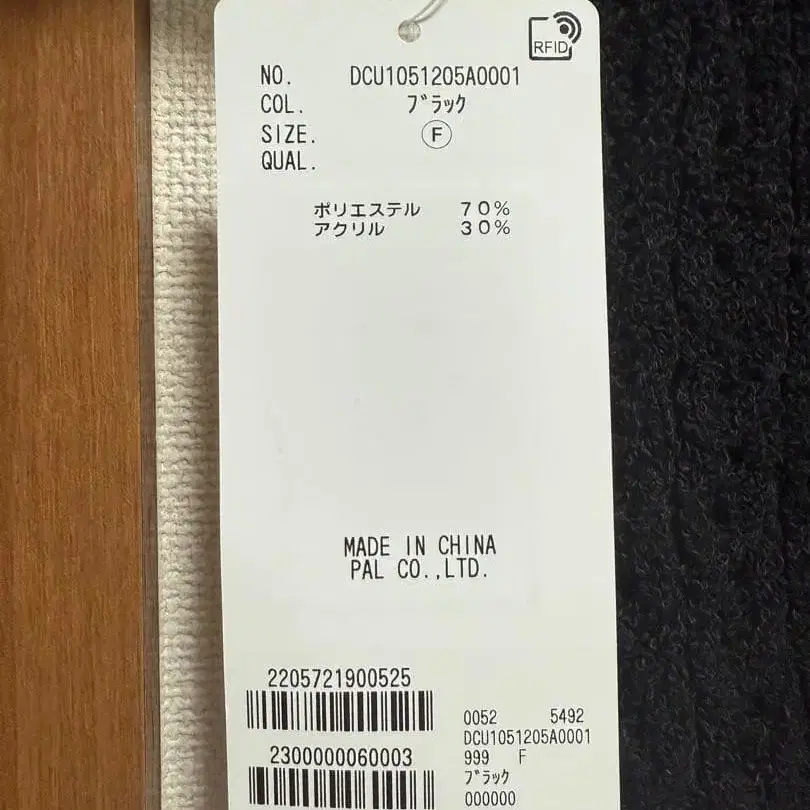 RFID
NO. DCU1051205A0001
COL. ブラック
SIZE. F
QUAL.
ポリエステル ７０％
アクリル ３０％
MADE IN CHINA
PAL CO.,LTD.
2205721900525
2300000060003
0052 5492
DCU1051205A0001
999 F
ブラック
000000